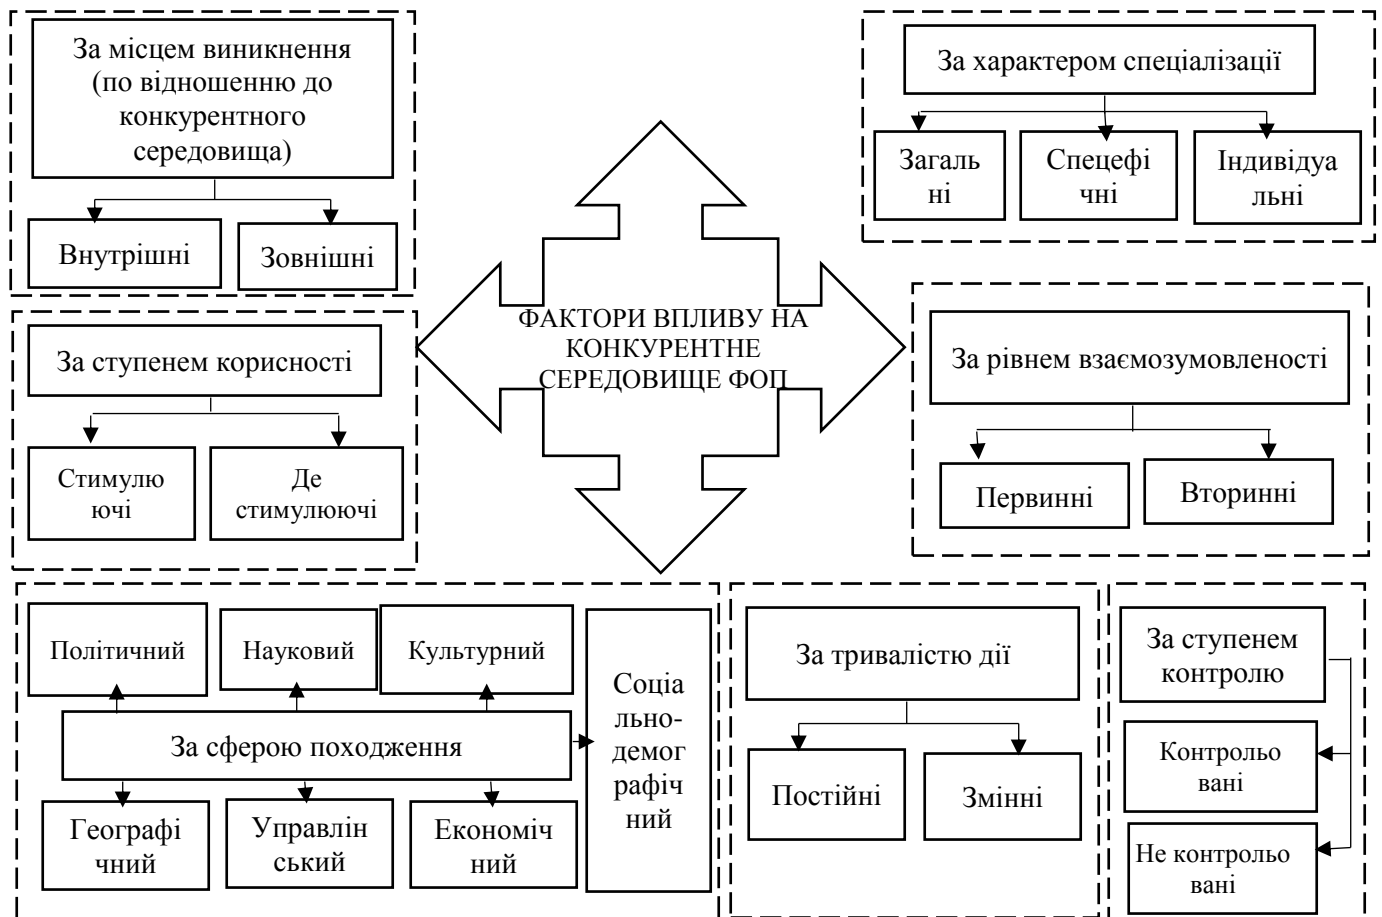 За місцем виникнення
(по відношенню до
конкурентного
середовища)
Внутрішні
Зовнішні
За характером спеціалізації
Загаль
ні
Спецефі
чні
Індивідуа
льні
ФАКТОРИ ВПЛИВУ НА
КОНКУРЕНТНЕ
СЕРЕДОВИЩЕ ФОП
За ступенем корисності
Стимулю
ючі
Де
стимулюючі
За рівнем взаємозумовленості
Первинні
Вторинні
Політичний
Науковий
Культурний
За сферою походження
Соціа
льно-
демог
рафіч
ний
Географі
чний
Управлін
ський
Економіч
ний
За тривалістю дії
Постійні
Змінні
За ступенем
контролю
Контрольо
вані
Не контрольо
вані